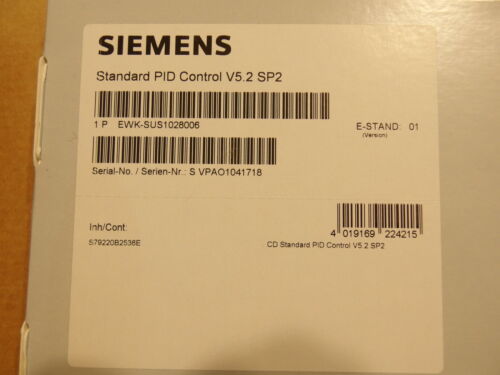 SIEMENS
Standard PID Control V5.2 SP2
1 P EWK-SUS1028006
E-STAND: 01
(Version)
Serial-No. / Serien-Nr.: S VPAO1041718
Inh/Cont:
S79220B2536E
4 019169 224215
CD Standard PID Control V5.2 SP2